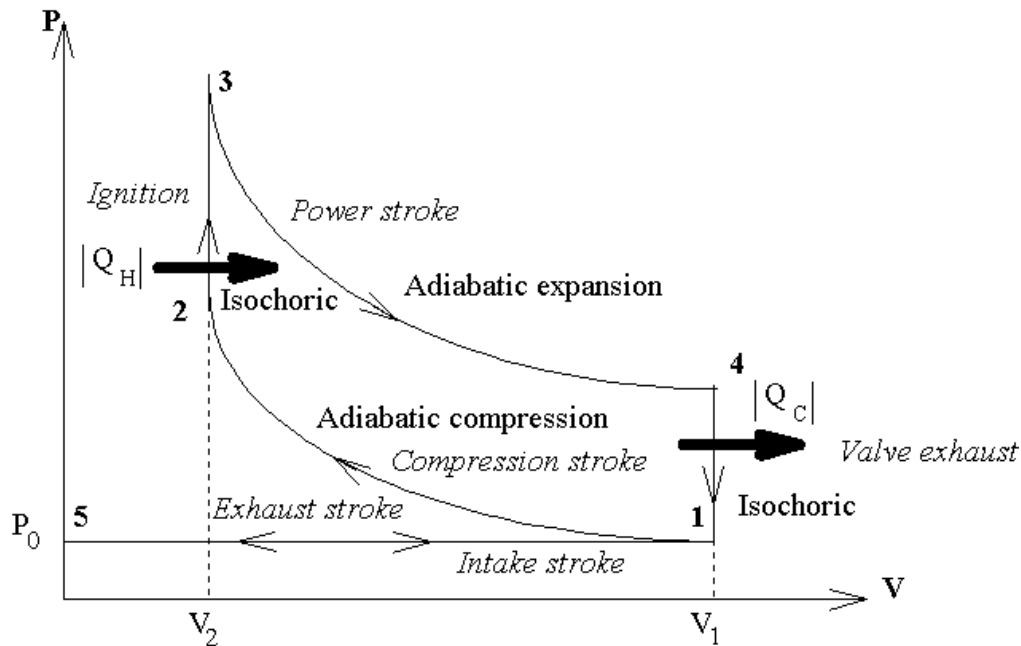 P
3
Ignition
Power stroke
|Q_H|
Adiabatic expansion
2
Isochoric
4
|Q_C|
Adiabatic compression
Compression stroke
Valve exhaust
5
Exhaust stroke
1
Isochoric
P_0
Intake stroke
V
V_2
V_1